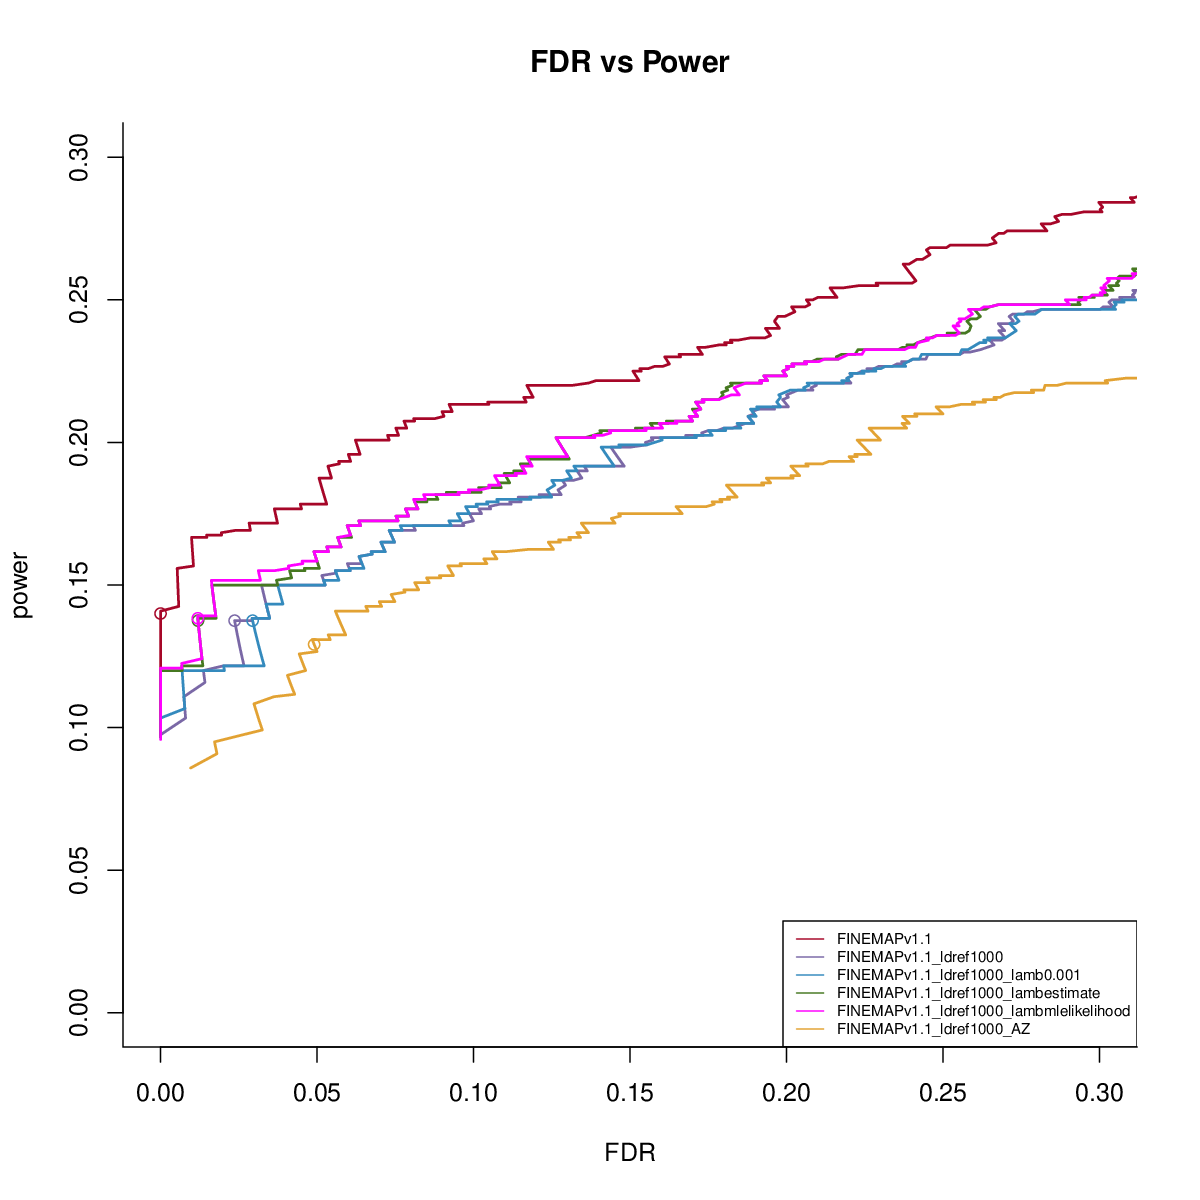 FDR vs Power
power
0.30
0.25
0.20
0.15
0.10
0.05
0.00
FINEMAPv1.1
FINEMAPv1.1_ldref1000
FINEMAPv1.1_ldref1000_lamb0.001
FINEMAPv1.1_ldref1000_lambestimate
FINEMAPv1.1_ldref1000_lambmlelikelihood
FINEMAPv1.1_ldref1000_AZ
0.00 0.05 0.10 0.15 0.20 0.25 0.30
FDR